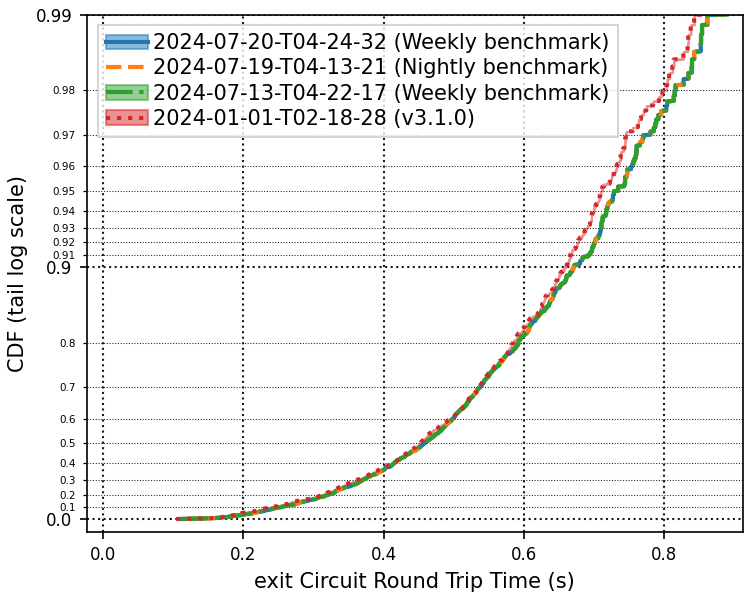 0.99
2024-07-20-T04-24-32 (Weekly benchmark)
2024-07-19-T04-13-21 (Nightly benchmark)
2024-07-13-T04-22-17 (Weekly benchmark)
2024-01-01-T02-18-28 (v3.1.0)
0.98
0.97
0.96
0.95
0.94
0.93
0.92
0.91
0.9
0.8
0.7
0.6
0.5
0.4
0.3
0.2
0.1
0.0
CDF (tail log scale)
0.0 0.2 0.4 0.6 0.8
exit Circuit Round Trip Time (s)